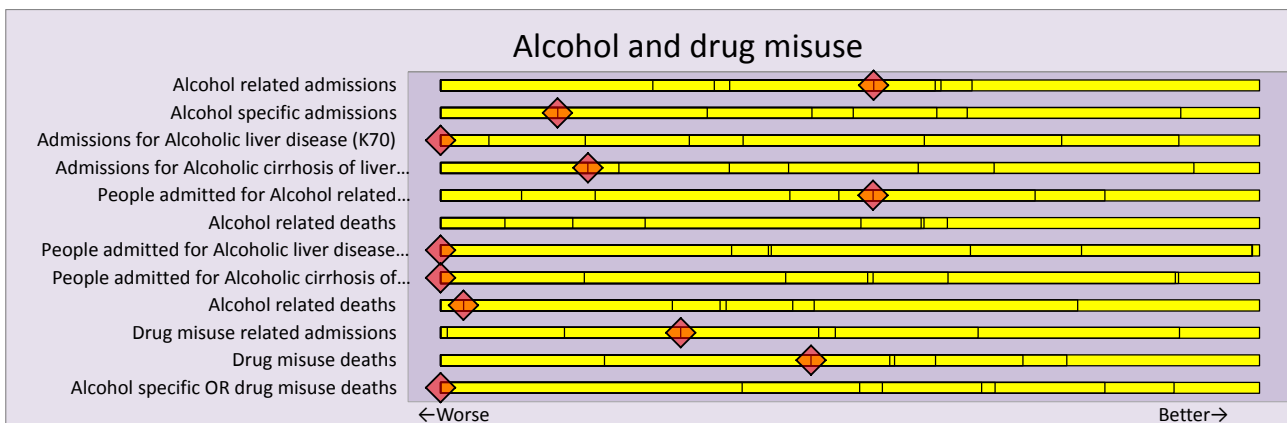 Alcohol and drug misuse
Alcohol related admissions
Alcohol specific admissions
Admissions for Alcoholic liver disease (K70)
Admissions for Alcoholic cirrhosis of liver...
People admitted for Alcohol related...
Alcohol related deaths
People admitted for Alcoholic liver disease...
People admitted for Alcoholic cirrhosis of...
Alcohol related deaths
Drug misuse related admissions
Drug misuse deaths
Alcohol specific OR drug misuse deaths
←Worse Better→